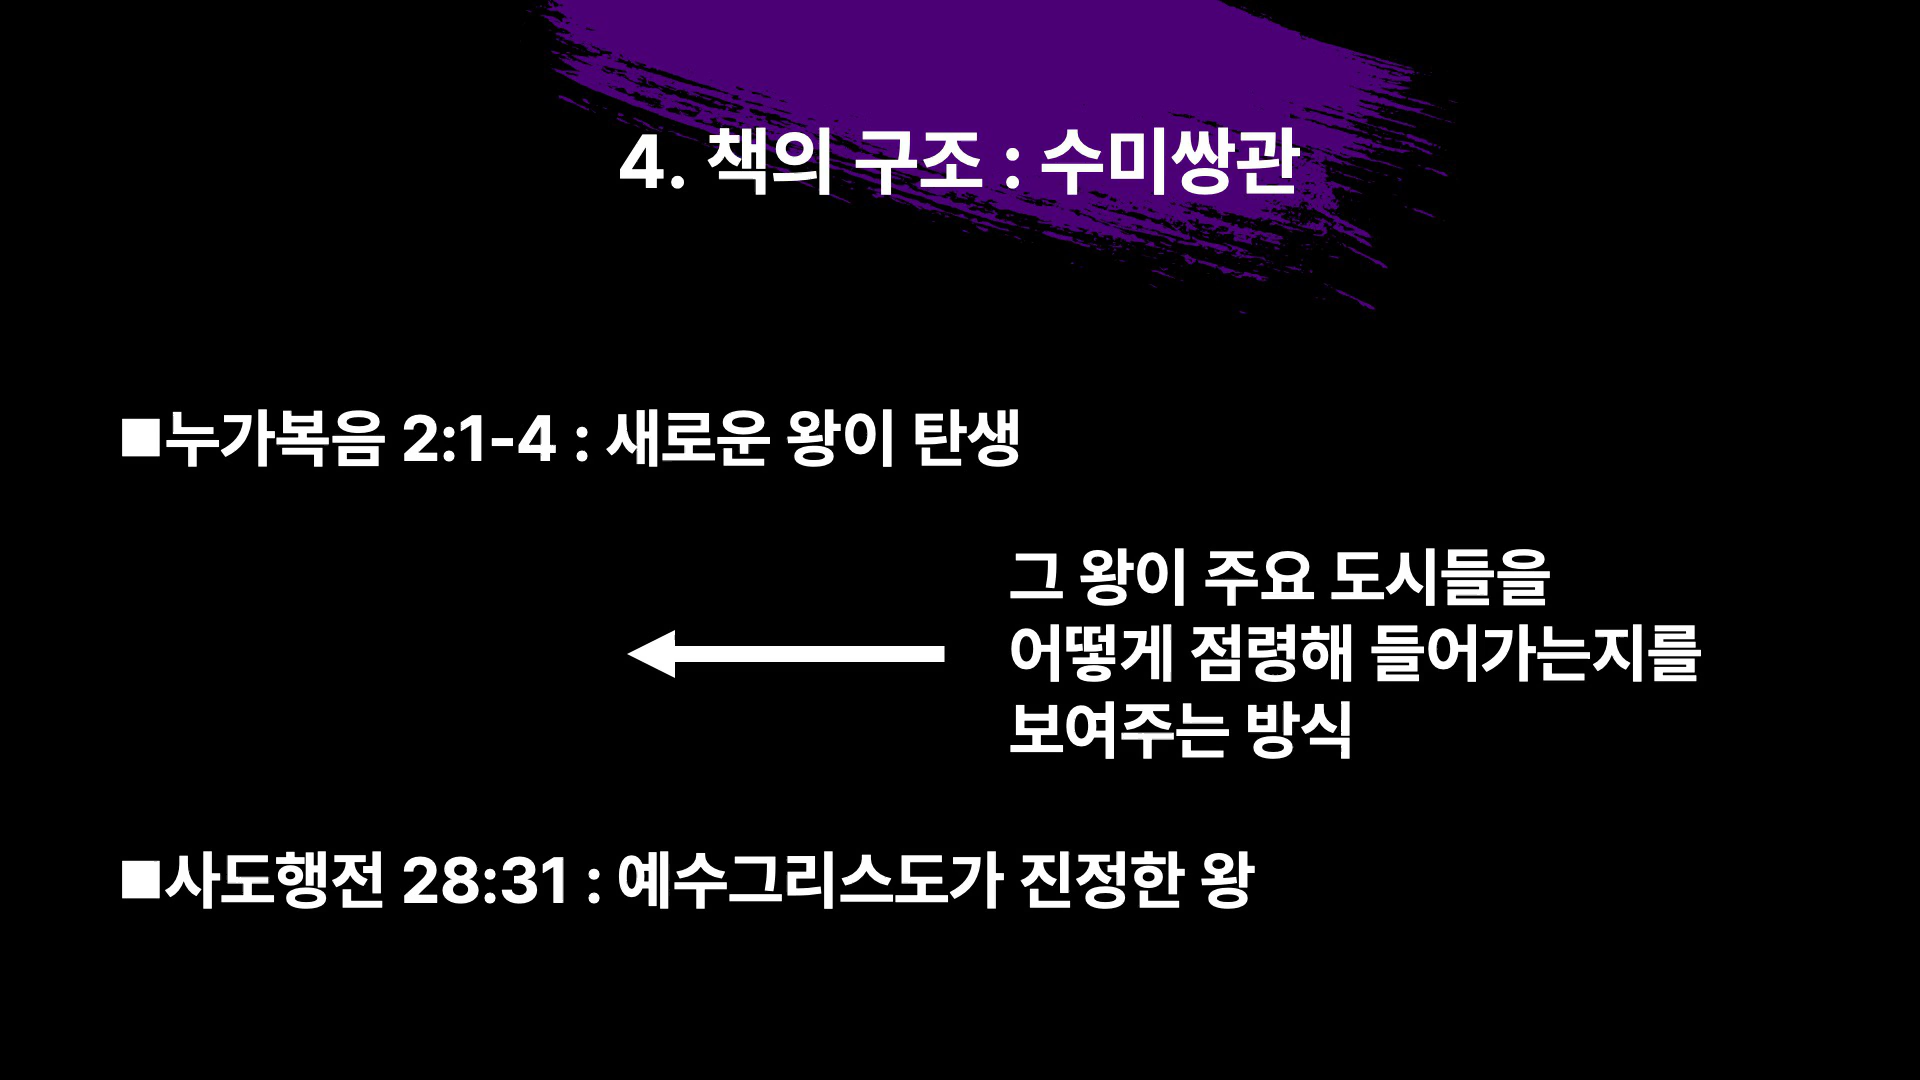 4. 책의 구조 : 수미쌍관
■누가복음 2:1-4 : 새로운 왕이 탄생
그 왕이 주요 도시들을
어떻게 점령해 들어가는지를
보여주는 방식
■사도행전 28:31 : 예수그리스도가 진정한 왕